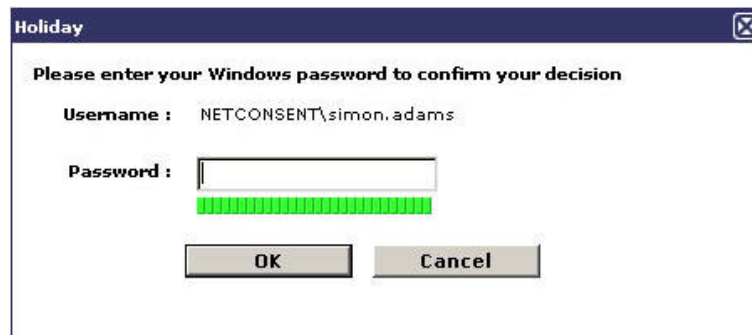 Holiday
Please enter your Windows password to confirm your decision
Username : NETCONSENT\simon.adams
Password :
OK Cancel